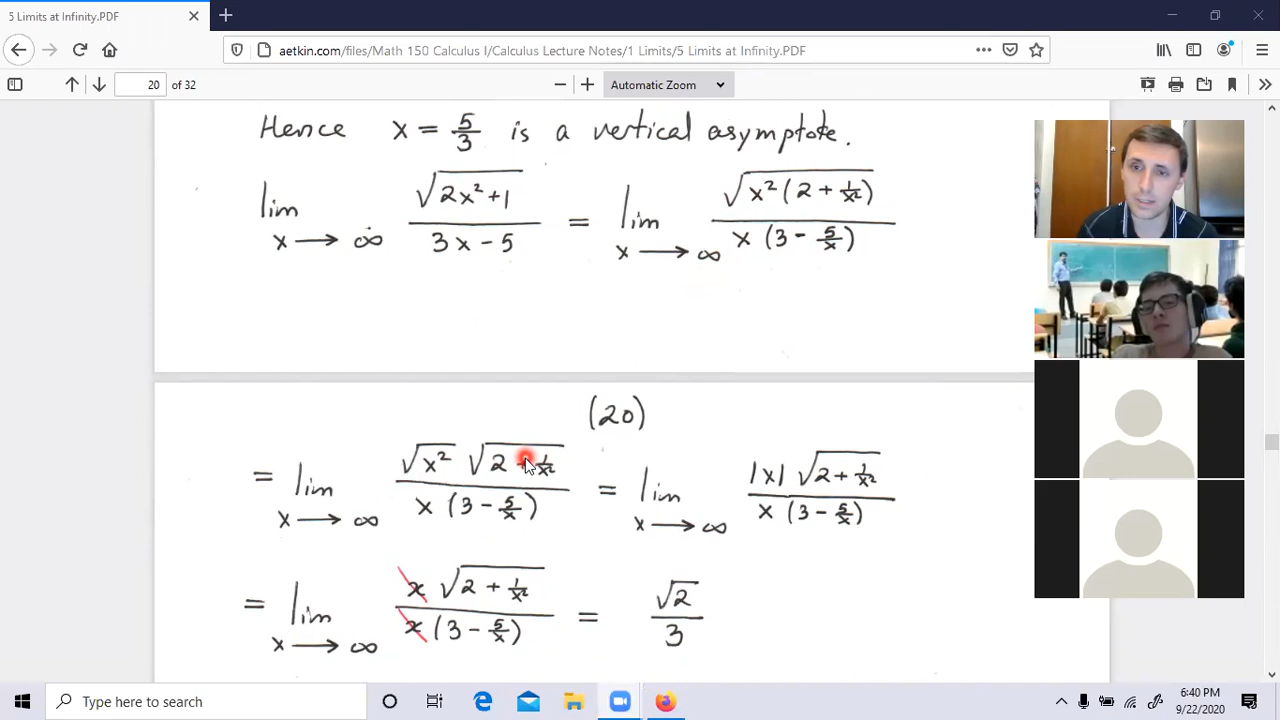 5 Limits at Infinity.PDF
aetkin.com/files/Math 150 Calculus I/Calculus Lecture Notes/1 Limits/5 Limits at Infinity.PDF
20 of 32
Automatic Zoom
Hence x = 5/3 is a vertical asymptote.
lim x → ∞ √(2x² + 1) / (3x − 5) = lim x → ∞ √(x² (2 + 1/x²)) / (x (3 − 5/x))
(20)
= lim x → ∞ √(x²) √(2 + 1/x²) / (x (3 − 5/x)) = lim x → ∞ |x| √(2 + 1/x²) / (x (3 − 5/x))
= lim x → ∞ x √(2 + 1/x²) / (x (3 − 5/x)) = √2 / 3
Type here to search
6:40 PM
9/22/2020